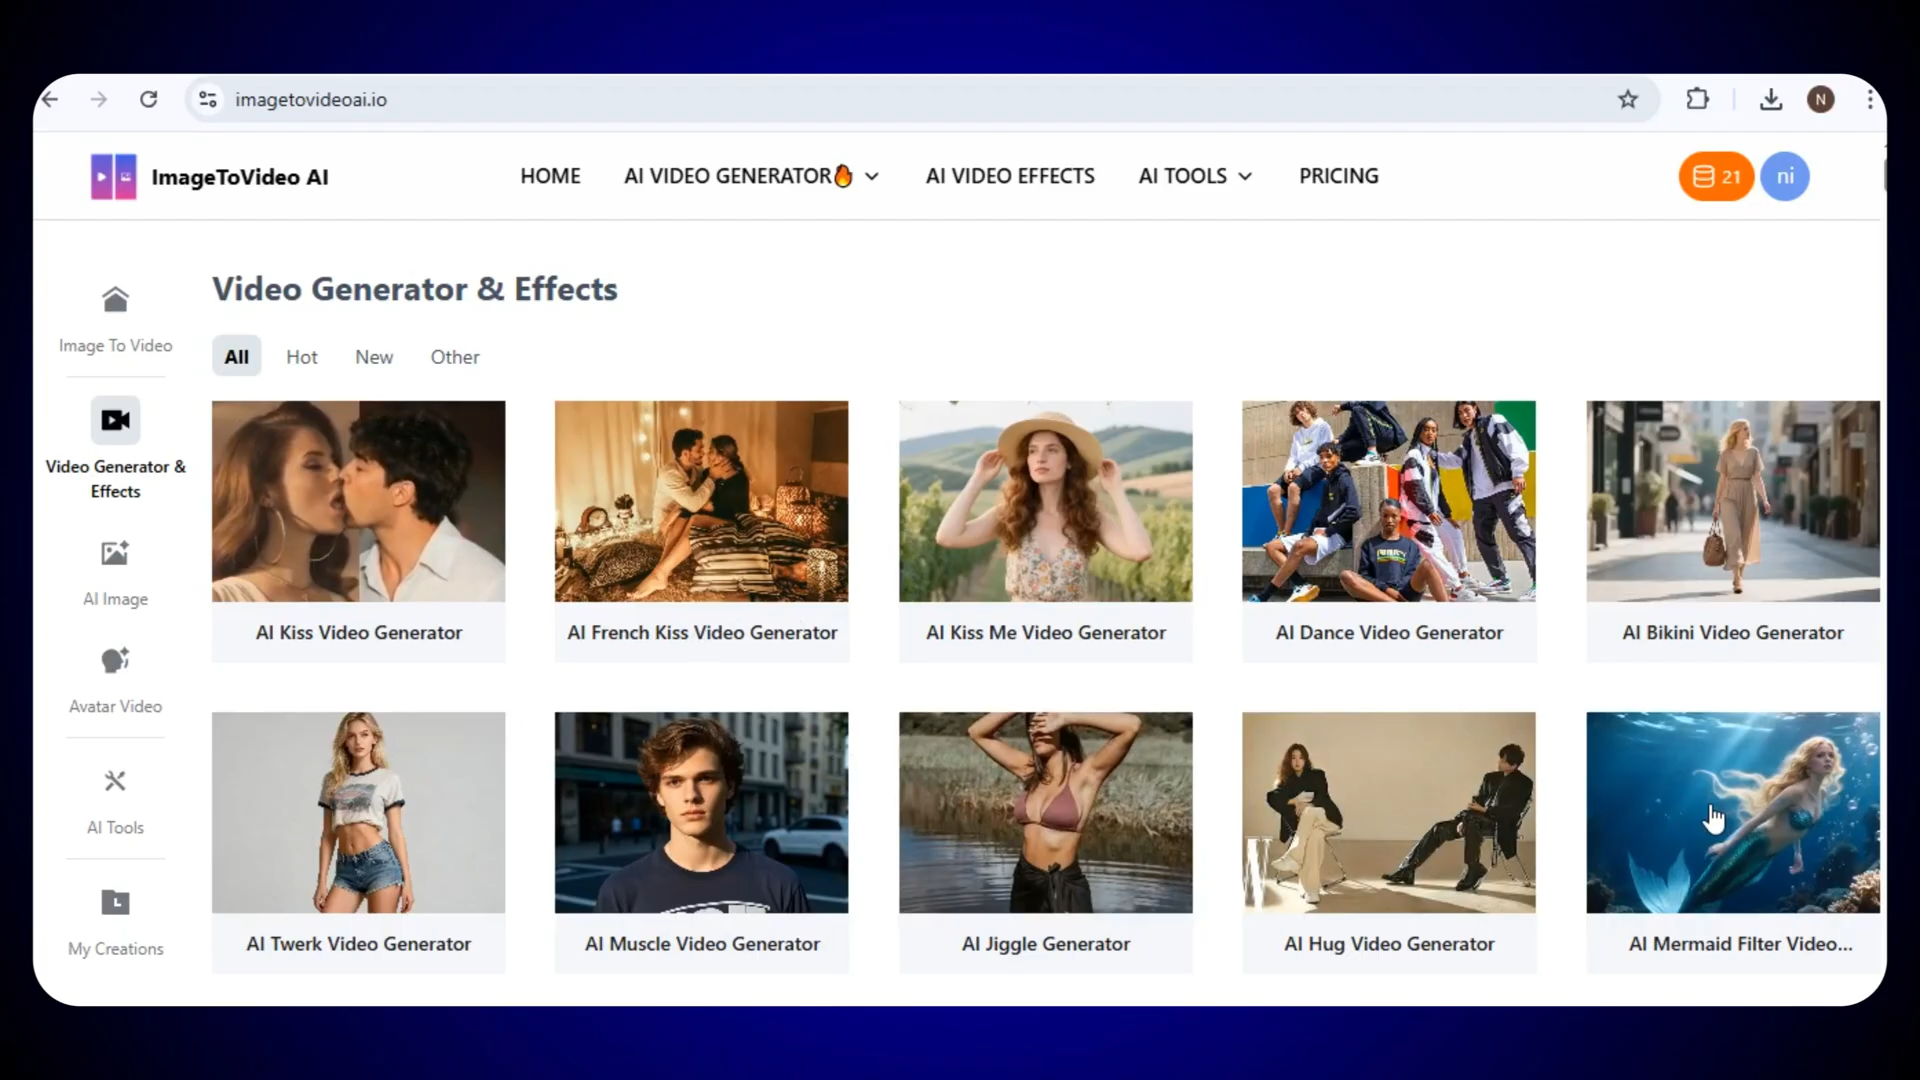 imagetovideoai.io
N
ImageToVideo AI
HOME
AI VIDEO GENERATOR🔥
AI VIDEO EFFECTS
AI TOOLS
PRICING
21
ni
Image To Video
Video Generator &
Effects
AI Image
Avatar Video
AI Tools
My Creations
Video Generator & Effects
All
Hot
New
Other
AI Kiss Video Generator
AI French Kiss Video Generator
AI Kiss Me Video Generator
AI Dance Video Generator
AI Bikini Video Generator
AI Twerk Video Generator
AI Muscle Video Generator
AI Jiggle Generator
W
AI Hug Video Generator
AI Mermaid Filter Video...